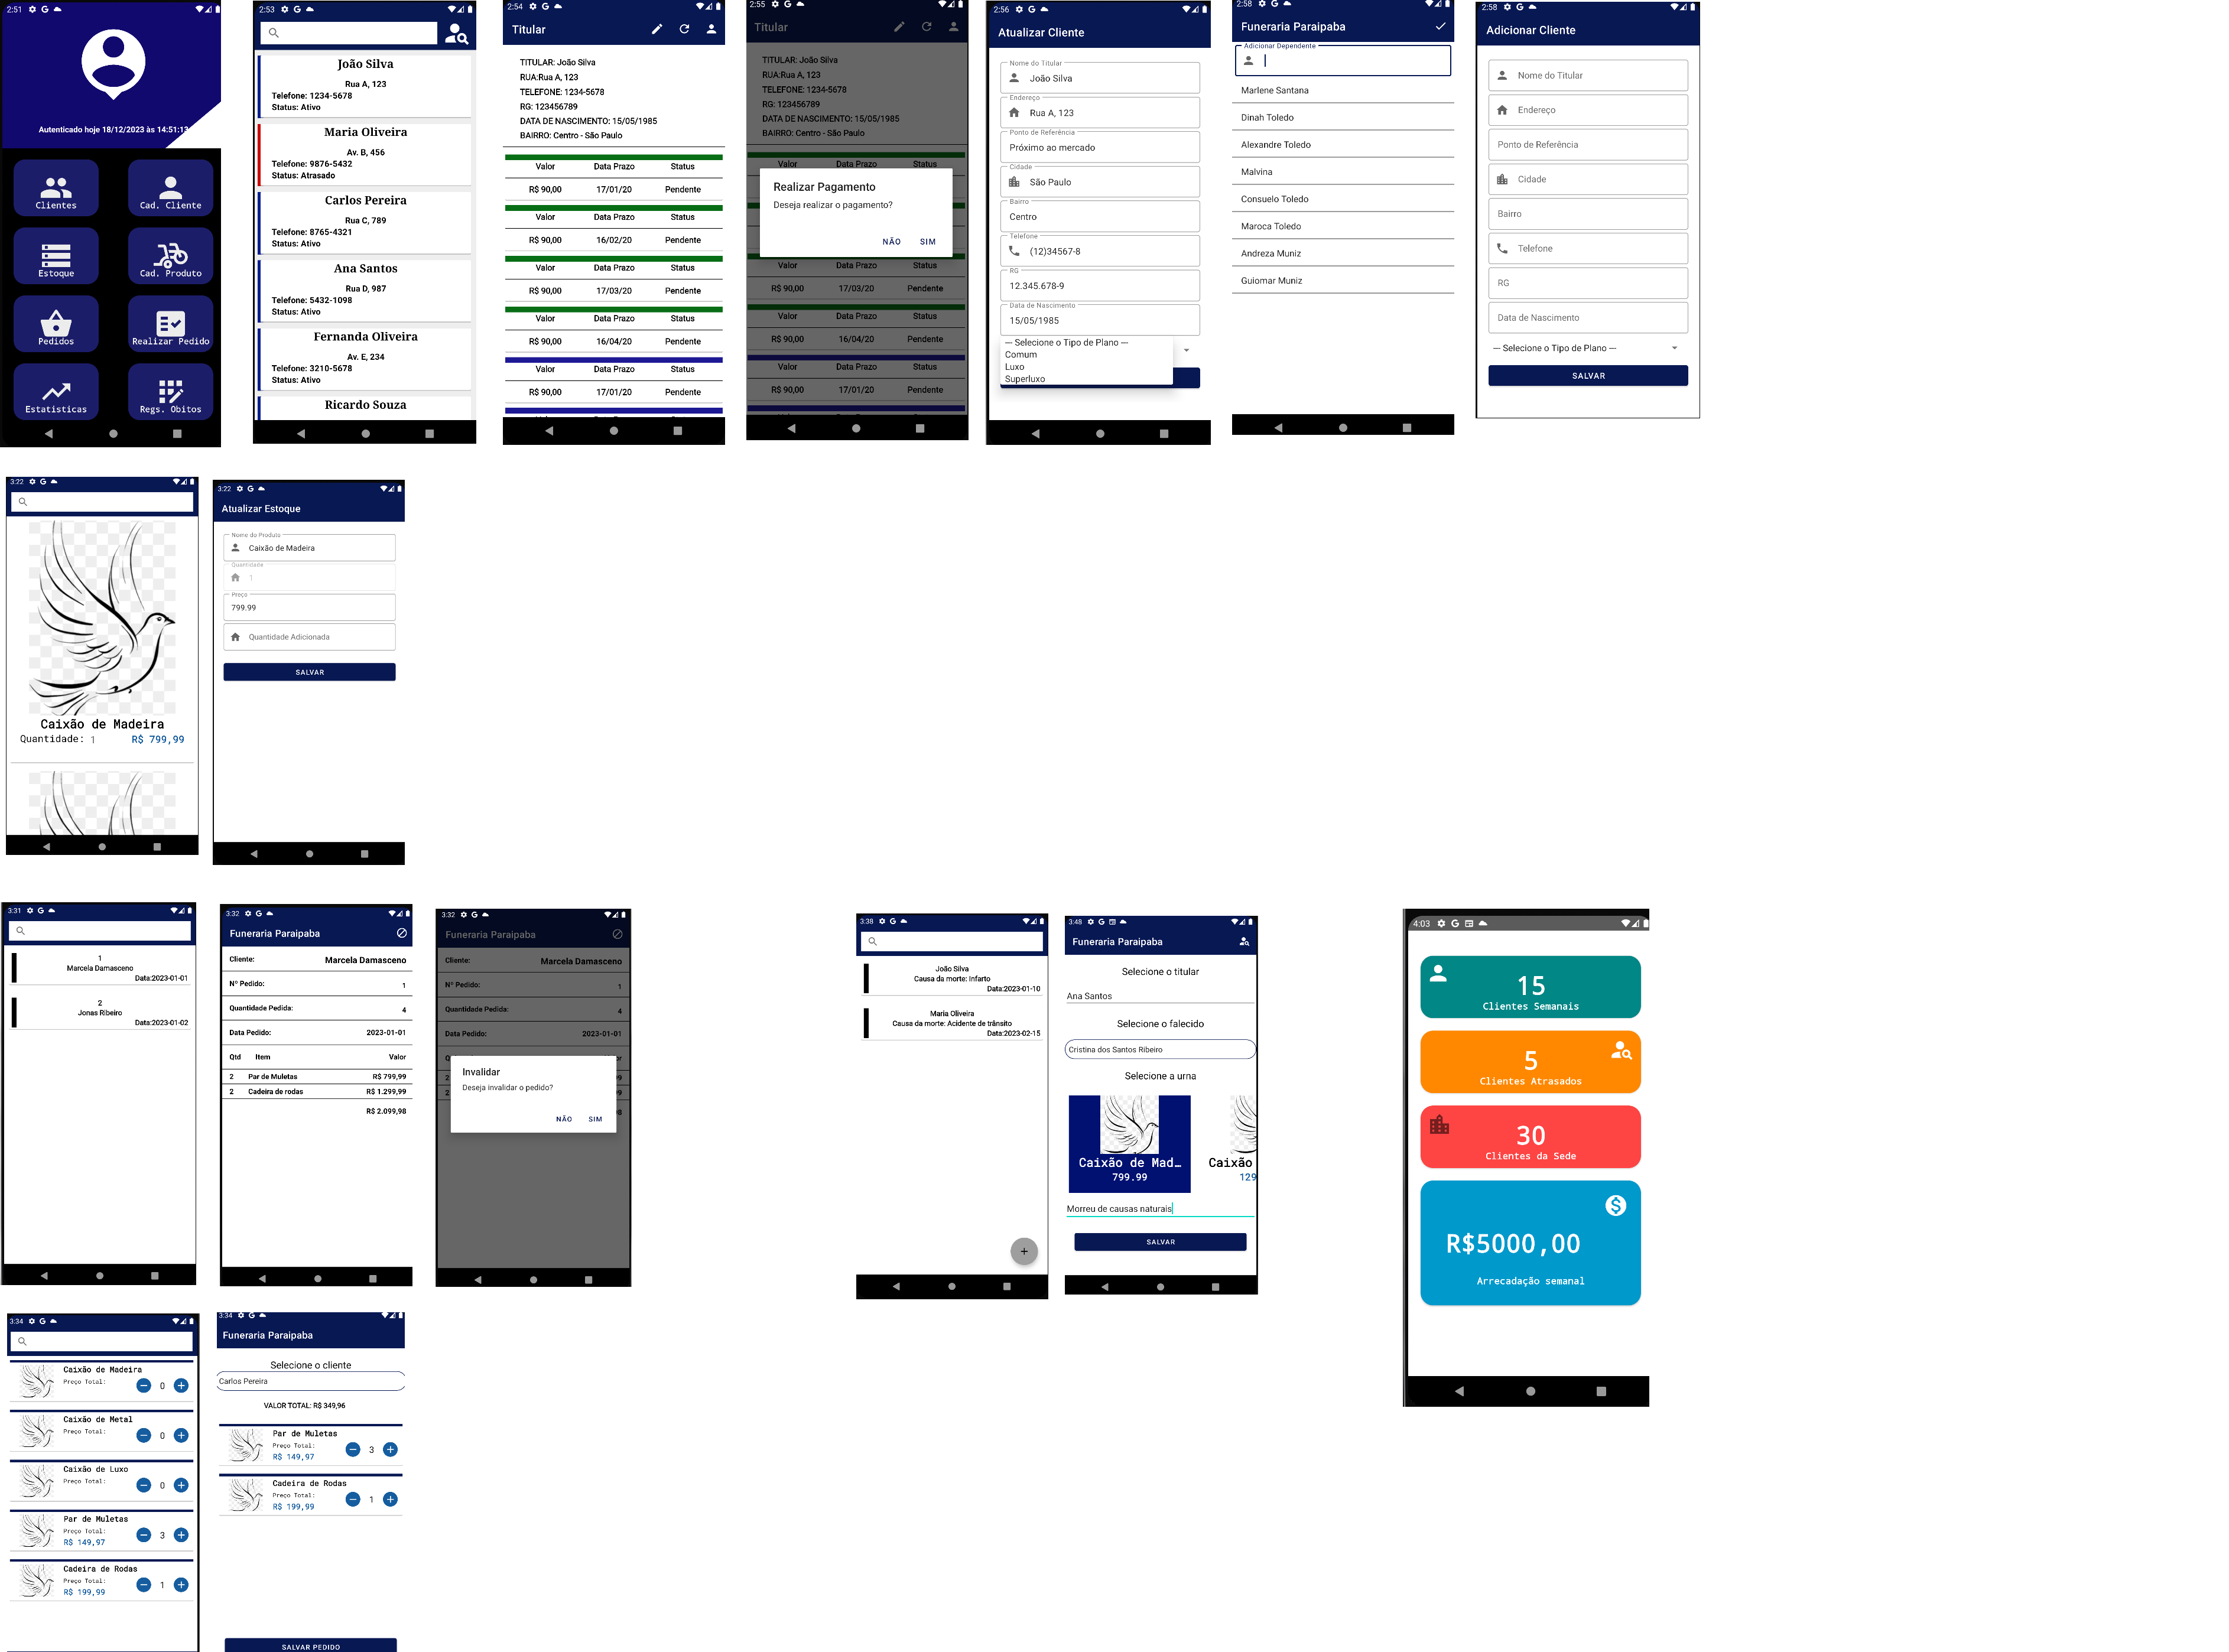 2:51
Autenticado hoje 18/12/2023 às 14:51:13
Clientes
Cad. Cliente
Estoque
Cad. Produto
Pedidos
Realizar Pedido
Estatisticas
Regs. Obitos
2:53
João Silva
Rua A, 123
Telefone: 1234-5678
Status: Ativo
Maria Oliveira
Av. B, 456
Telefone: 9876-5432
Status: Atrasado
Carlos Pereira
Rua C, 789
Telefone: 8765-4321
Status: Ativo
Ana Santos
Rua D, 987
Telefone: 5432-1098
Status: Ativo
Fernanda Oliveira
Av. E, 234
Telefone: 3210-5678
Status: Ativo
Ricardo Souza
2:54
Titular
TITULAR: João Silva
RUA:Rua A, 123
TELEFONE: 1234-5678
RG: 123456789
DATA DE NASCIMENTO: 15/05/1985
BAIRRO: Centro - São Paulo
Valor Data Prazo Status
R$ 90,00 17/01/20 Pendente
Valor Data Prazo Status
R$ 90,00 16/02/20 Pendente
Valor Data Prazo Status
R$ 90,00 17/03/20 Pendente
Valor Data Prazo Status
R$ 90,00 16/04/20 Pendente
Valor Data Prazo Status
R$ 90,00 17/01/20 Pendente
2:55
Titular
TITULAR: João Silva
RUA:Rua A, 123
TELEFONE: 1234-5678
RG: 123456789
DATA DE NASCIMENTO: 15/05/1985
BAIRRO: Centro - São Paulo
Realizar Pagamento
Deseja realizar o pagamento?
NÃO SIM
Valor Data Prazo Status
R$ 90,00 17/03/20 Pendente
Valor Data Prazo Status
R$ 90,00 16/04/20 Pendente
Valor Data Prazo Status
R$ 90,00 17/01/20 Pendente
2:56
Atualizar Cliente
Nome do Titular
João Silva
Endereço
Rua A, 123
Ponto de Referência
Próximo ao mercado
Cidade
São Paulo
Bairro
Centro
Telefone
(12)34567-8
RG
12.345.678-9
Data de Nascimento
15/05/1985
--- Selecione o Tipo de Plano ---
Comum
Luxo
Superluxo
2:58
Funeraria Paraipaba
Adicionar Dependente
Marlene Santana
Dinah Toledo
Alexandre Toledo
Malvina
Consuelo Toledo
Maroca Toledo
Andreza Muniz
Guiomar Muniz
2:58
Adicionar Cliente
Nome do Titular
Endereço
Ponto de Referência
Cidade
Bairro
Telefone
RG
Data de Nascimento
--- Selecione o Tipo de Plano ---
SALVAR
3:22
Caixão de Madeira
Quantidade: 1 R$ 799,99
3:22
Atualizar Estoque
Nome do Produto
Caixão de Madeira
Quantidade
1
Preço
799.99
Quantidade Adicionada
SALVAR
3:31
1
Marcela Damasceno
Data:2023-01-01
2
Jonas Ribeiro
Data:2023-01-02
3:32
Funeraria Paraipaba
Cliente: Marcela Damasceno
Nº Pedido: 1
Quantidade Pedida: 4
Data Pedido: 2023-01-01
Qtd Item Valor
2 Par de Muletas R$ 799,99
2 Cadeira de rodas R$ 1.299,99
R$ 2.099,98
3:32
Funeraria Paraipaba
Cliente: Marcela Damasceno
Nº Pedido: 1
Quantidade Pedida: 4
Data Pedido: 2023-01-01
Invalidar
Deseja invalidar o pedido?
NÃO SIM
3:38
João Silva
Causa da morte: Infarto
Data:2023-01-10
Maria Oliveira
Causa da morte: Acidente de trânsito
Data:2023-02-15
3:48
Funeraria Paraipaba
Selecione o titular
Ana Santos
Selecione o falecido
Cristina dos Santos Ribeiro
Selecione a urna
Caixão de Mad… Caixão
799.99 129
Morreu de causas naturais
SALVAR
4:03
15
Clientes Semanais
5
Clientes Atrasados
30
Clientes da Sede
R$5000,00
Arrecadação semanal
3:34
Caixão de Madeira
Preço Total:
0
Caixão de Metal
Preço Total:
0
Caixão de Luxo
Preço Total:
0
Par de Muletas
Preço Total:
R$ 149,97
3
Cadeira de Rodas
Preço Total:
R$ 199,99
1
3:34
Funeraria Paraipaba
Selecione o cliente
Carlos Pereira
VALOR TOTAL: R$ 349,96
Par de Muletas
Preço Total:
R$ 149,97
3
Cadeira de Rodas
Preço Total:
R$ 199,99
1
SALVAR PEDIDO